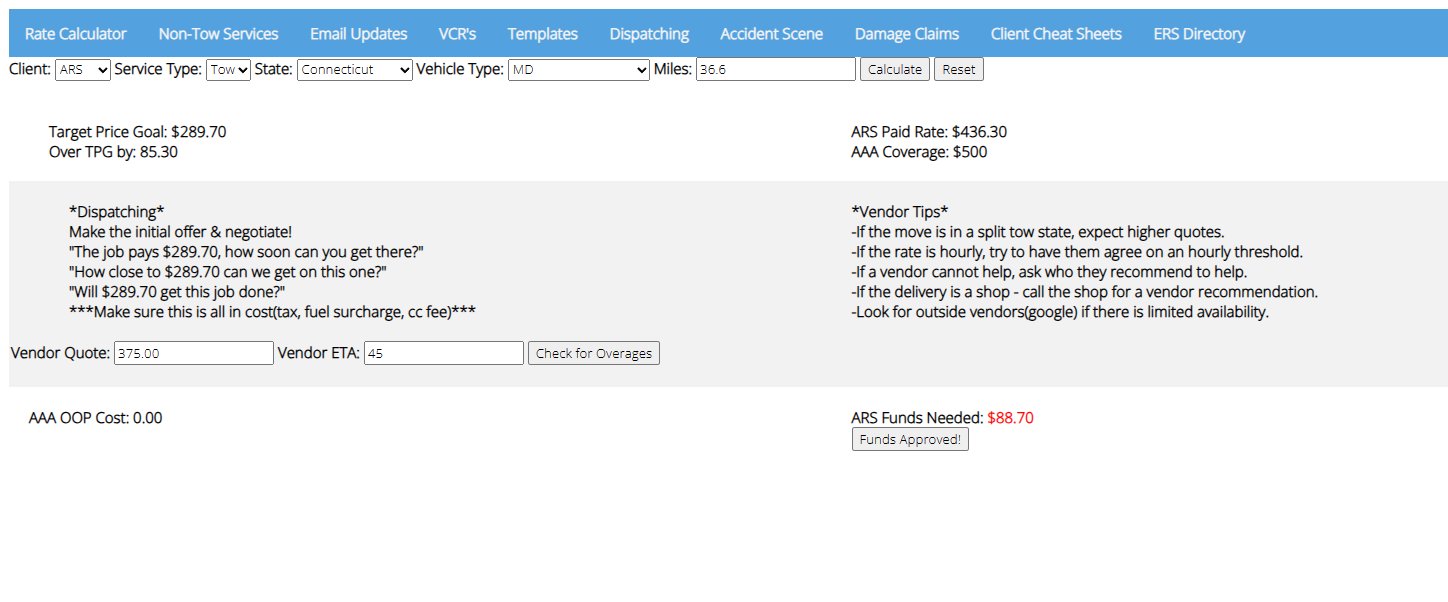 Rate Calculator Non-Tow Services Email Updates VCR's Templates Dispatching Accident Scene Damage Claims Client Cheat Sheets ERS Directory
Client: ARS Service Type: Tow State: Connecticut Vehicle Type: MD Miles: 36.6 Calculate Reset
Target Price Goal: $289.70
Over TPG by: 85.30
ARS Paid Rate: $436.30
AAA Coverage: $500
*Dispatching*
Make the initial offer & negotiate!
"The job pays $289.70, how soon can you get there?"
"How close to $289.70 can we get on this one?"
"Will $289.70 get this job done?"
***Make sure this is all in cost(tax, fuel surcharge, cc fee)***
*Vendor Tips*
-If the move is in a split tow state, expect higher quotes.
-If the rate is hourly, try to have them agree on an hourly threshold.
-If a vendor cannot help, ask who they recommend to help.
-If the delivery is a shop - call the shop for a vendor recommendation.
-Look for outside vendors(google) if there is limited availability.
Vendor Quote: 375.00 Vendor ETA: 45 Check for Overages
AAA OOP Cost: 0.00
ARS Funds Needed: $88.70
Funds Approved!